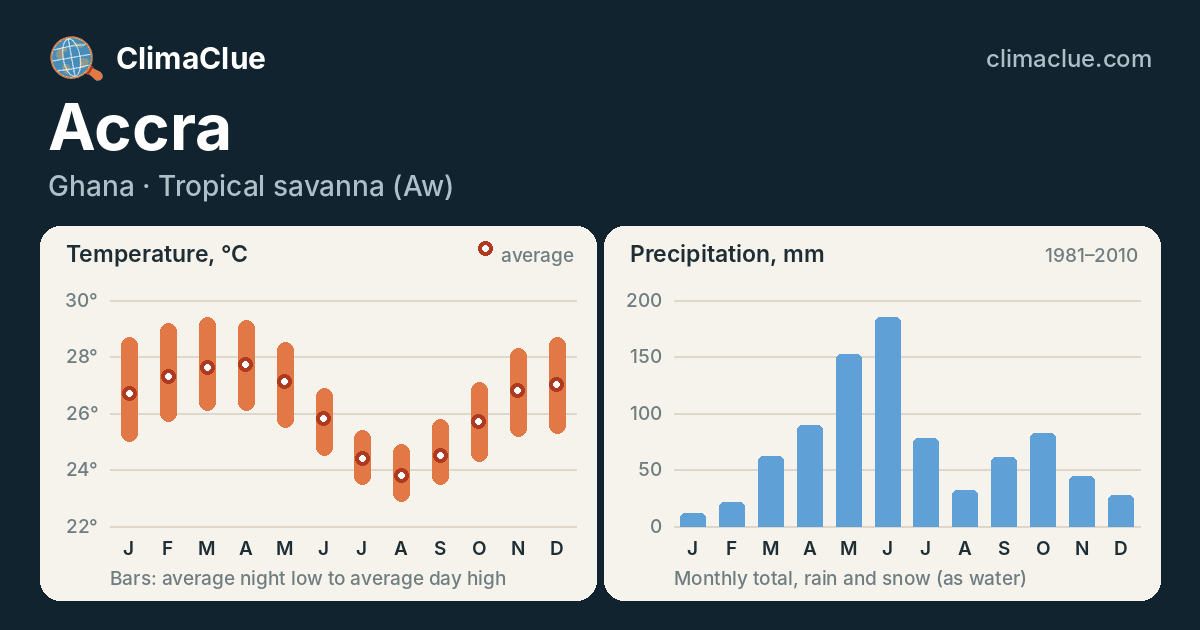 ClimaClue
climaclue.com
Accra
Ghana · Tropical savanna (Aw)
Temperature, °C
average
30°
28°
26°
24°
22°
J F M A M J J A S O N D
Bars: average night low to average day high
Precipitation, mm
1981–2010
200
150
100
50
0
J F M A M J J A S O N D
Monthly total, rain and snow (as water)